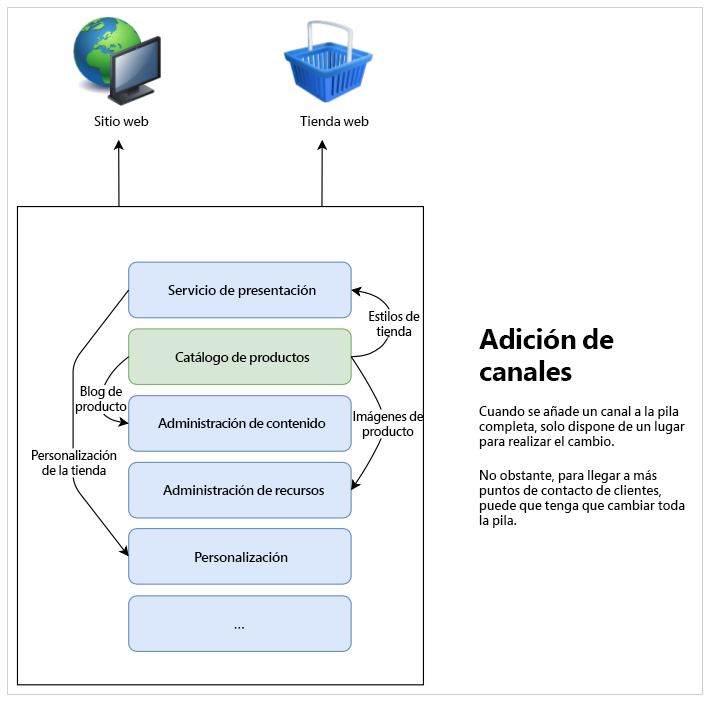 Sitio web
Tienda web
Servicio de presentación
Estilos de
tienda
Catálogo de productos
Blog de
producto
Imágenes de
producto
Administración de contenido
Personalización
de la tienda
Administración de recursos
Personalización
...
Adición de
canales
Cuando se añade un canal a la pila
completa, solo dispone de un lugar
para realizar el cambio.
No obstante, para llegar a más
puntos de contacto de clientes,
puede que tenga que cambiar toda
la pila.